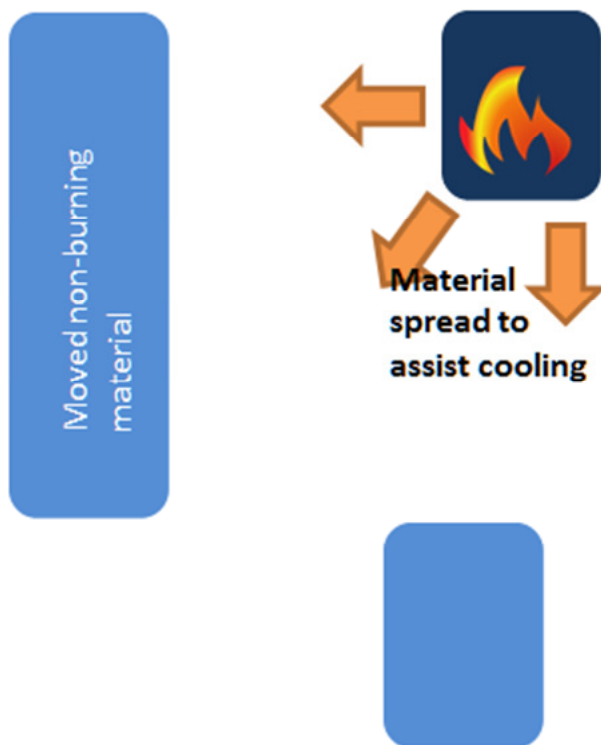 Moved non-burning
material
Material
spread to
assist cooling